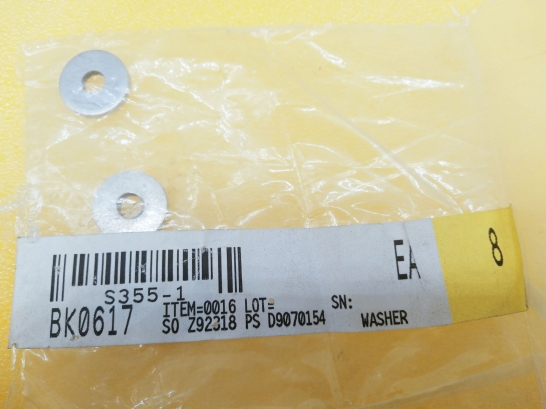 EA 8
S355-1
BK0617
ITEM=0016 LOT= SN:
SO Z92318 PS D9070154 WASHER